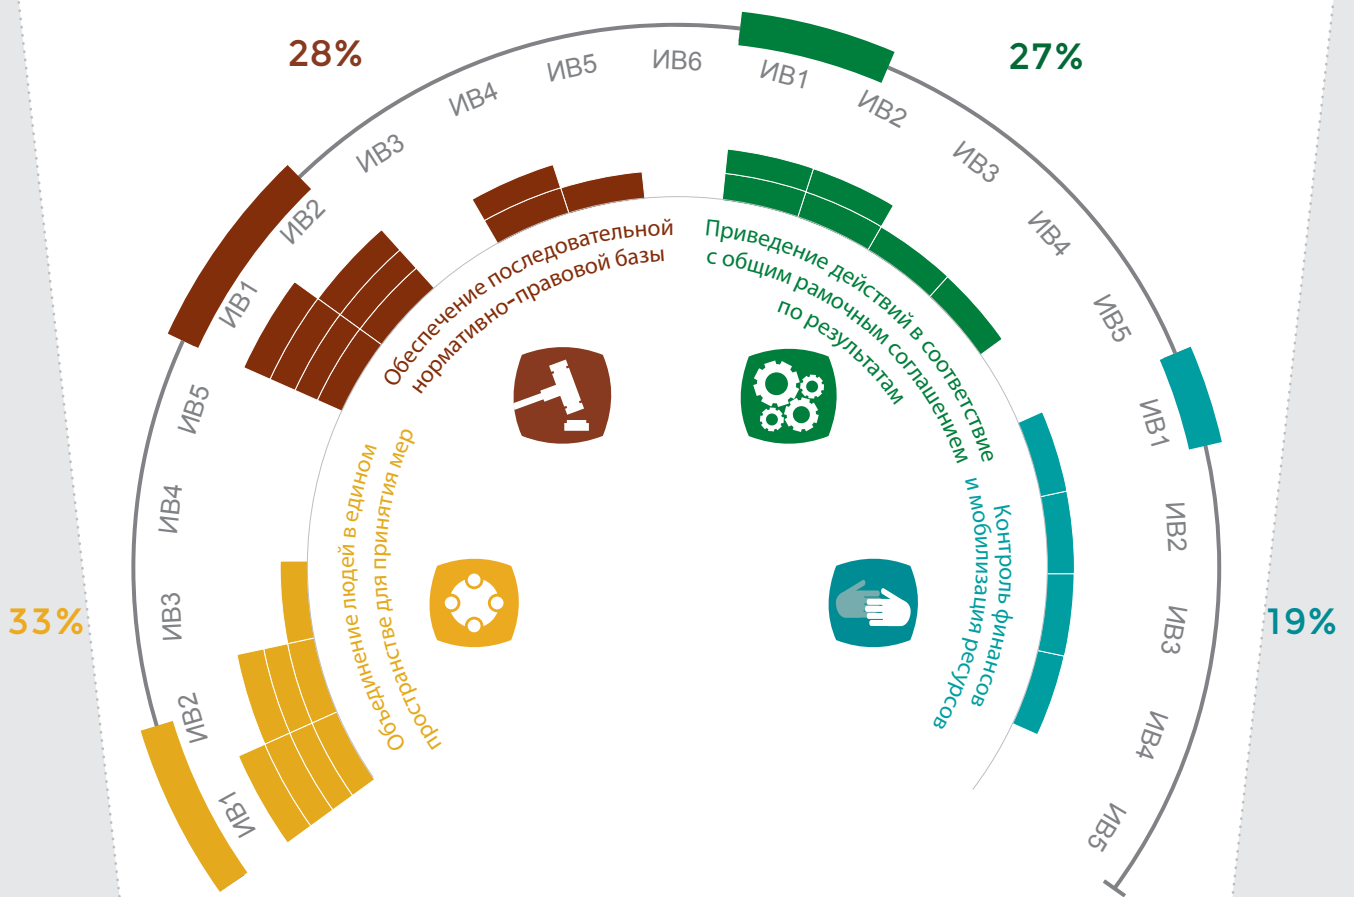 28%
27%
33%
19%
ИВ1
ИВ2
ИВ3
ИВ4
ИВ5
ИВ1
ИВ2
ИВ3
ИВ4
ИВ5
ИВ6
ИВ1
ИВ2
ИВ3
ИВ4
ИВ5
ИВ1
ИВ2
ИВ3
ИВ4
ИВ5
Объединение людей в едином
пространстве для принятия мер
Обеспечение последовательной
нормативно-правовой базы
Приведение действий в соответствие
с общим рамочным соглашением
по результатам
Контроль финансов
и мобилизация ресурсов